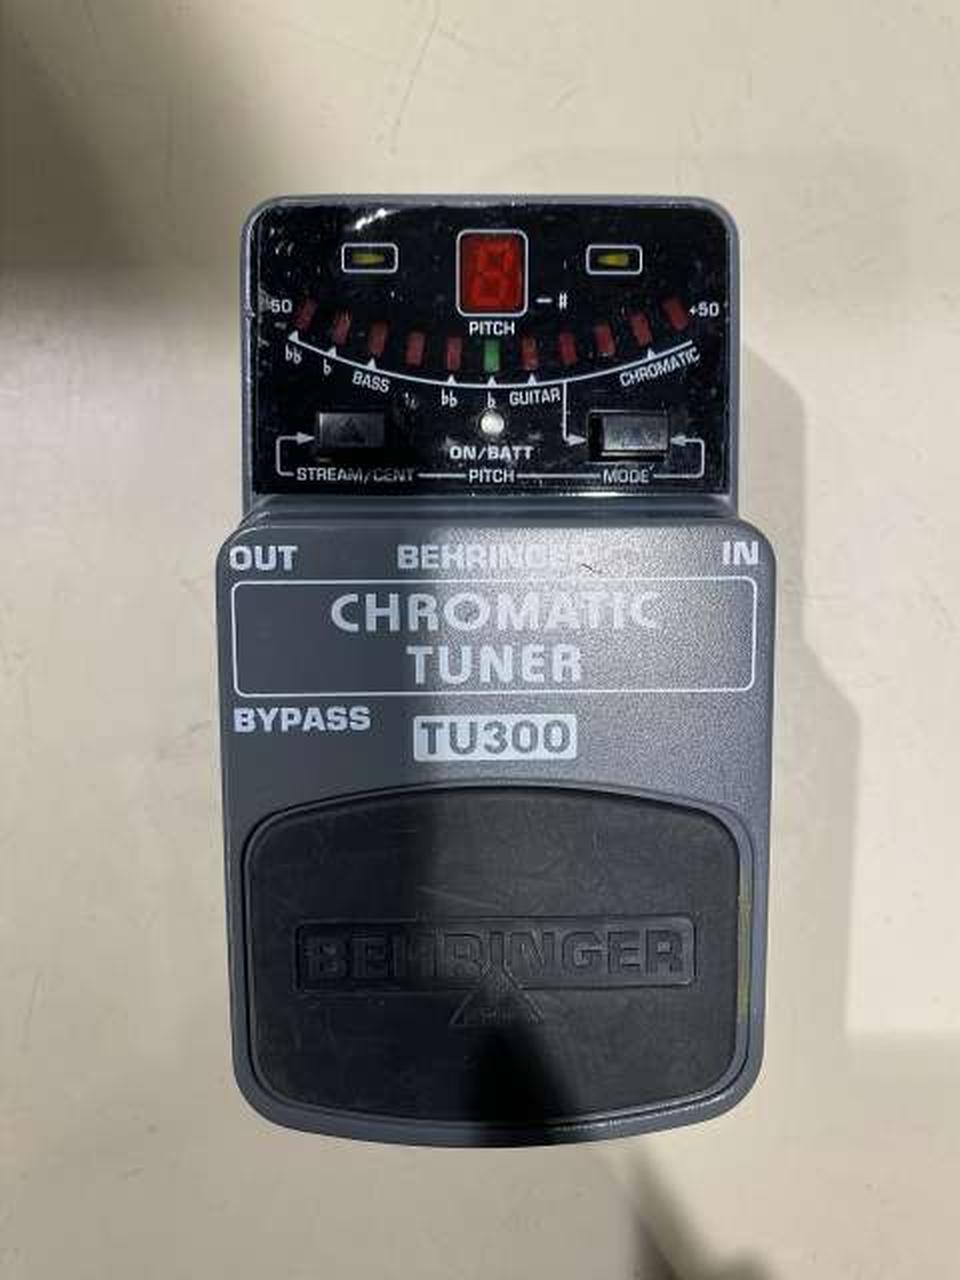 50 +50
- #
PITCH
bb b BASS bb b GUITAR CHROMATIC
ON/BATT
STREAM/CENT PITCH MODE
OUT BEHRINGER IN
CHROMATIC
TUNER
BYPASS
TU300
BEHRINGER